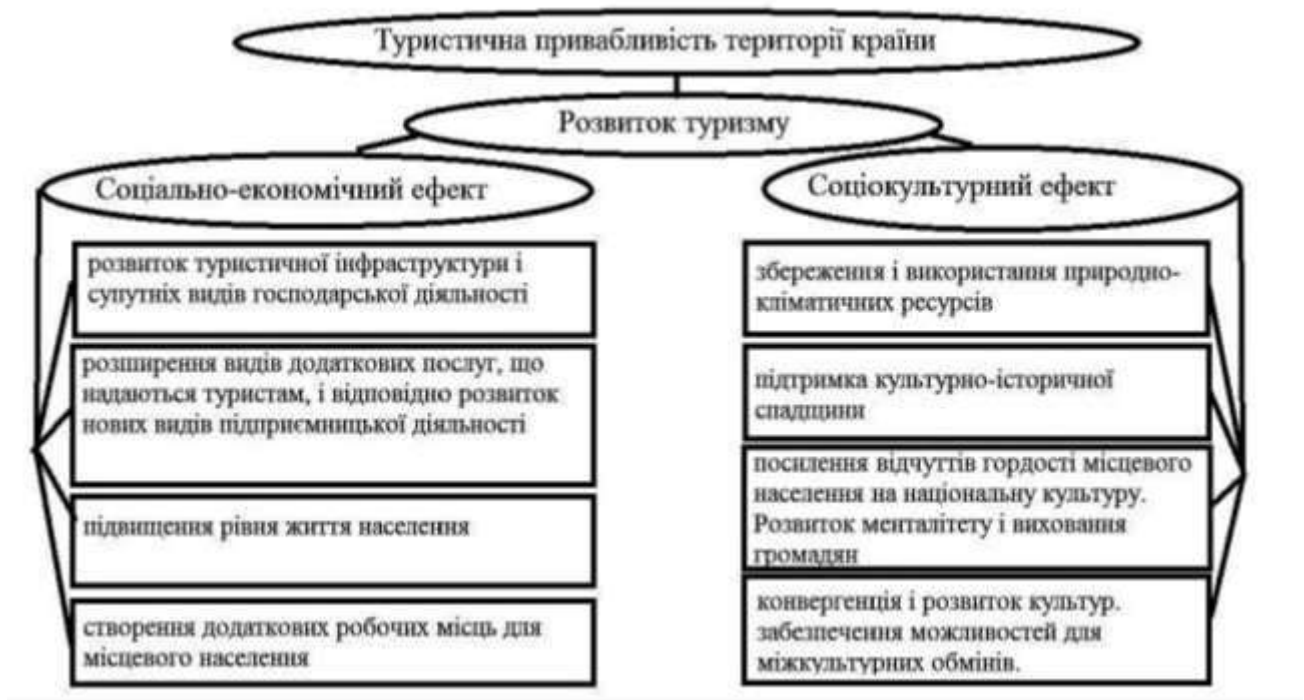 Туристична привабливість території країни
Розвиток туризму
Соціально-економічний ефект
розвиток туристичної інфраструктури і
супутніх видів господарської діяльності
розширення видів додаткових послуг, що
надаються туристам, і відповідно розвиток
нових видів підприємницької діяльності
підвищення рівня життя населення
створення додаткових робочих місць для
місцевого населення
Соціокультурний ефект
збереження і використання природно-
кліматичних ресурсів
підтримка культурно-історичної
спадщини
посилення відчуттів гордості місцевого
населення на національну культуру.
Розвиток менталітету і виховання
громадян
конвергенція і розвиток культур.
забезпечення можливостей для
міжкультурних обмінів.